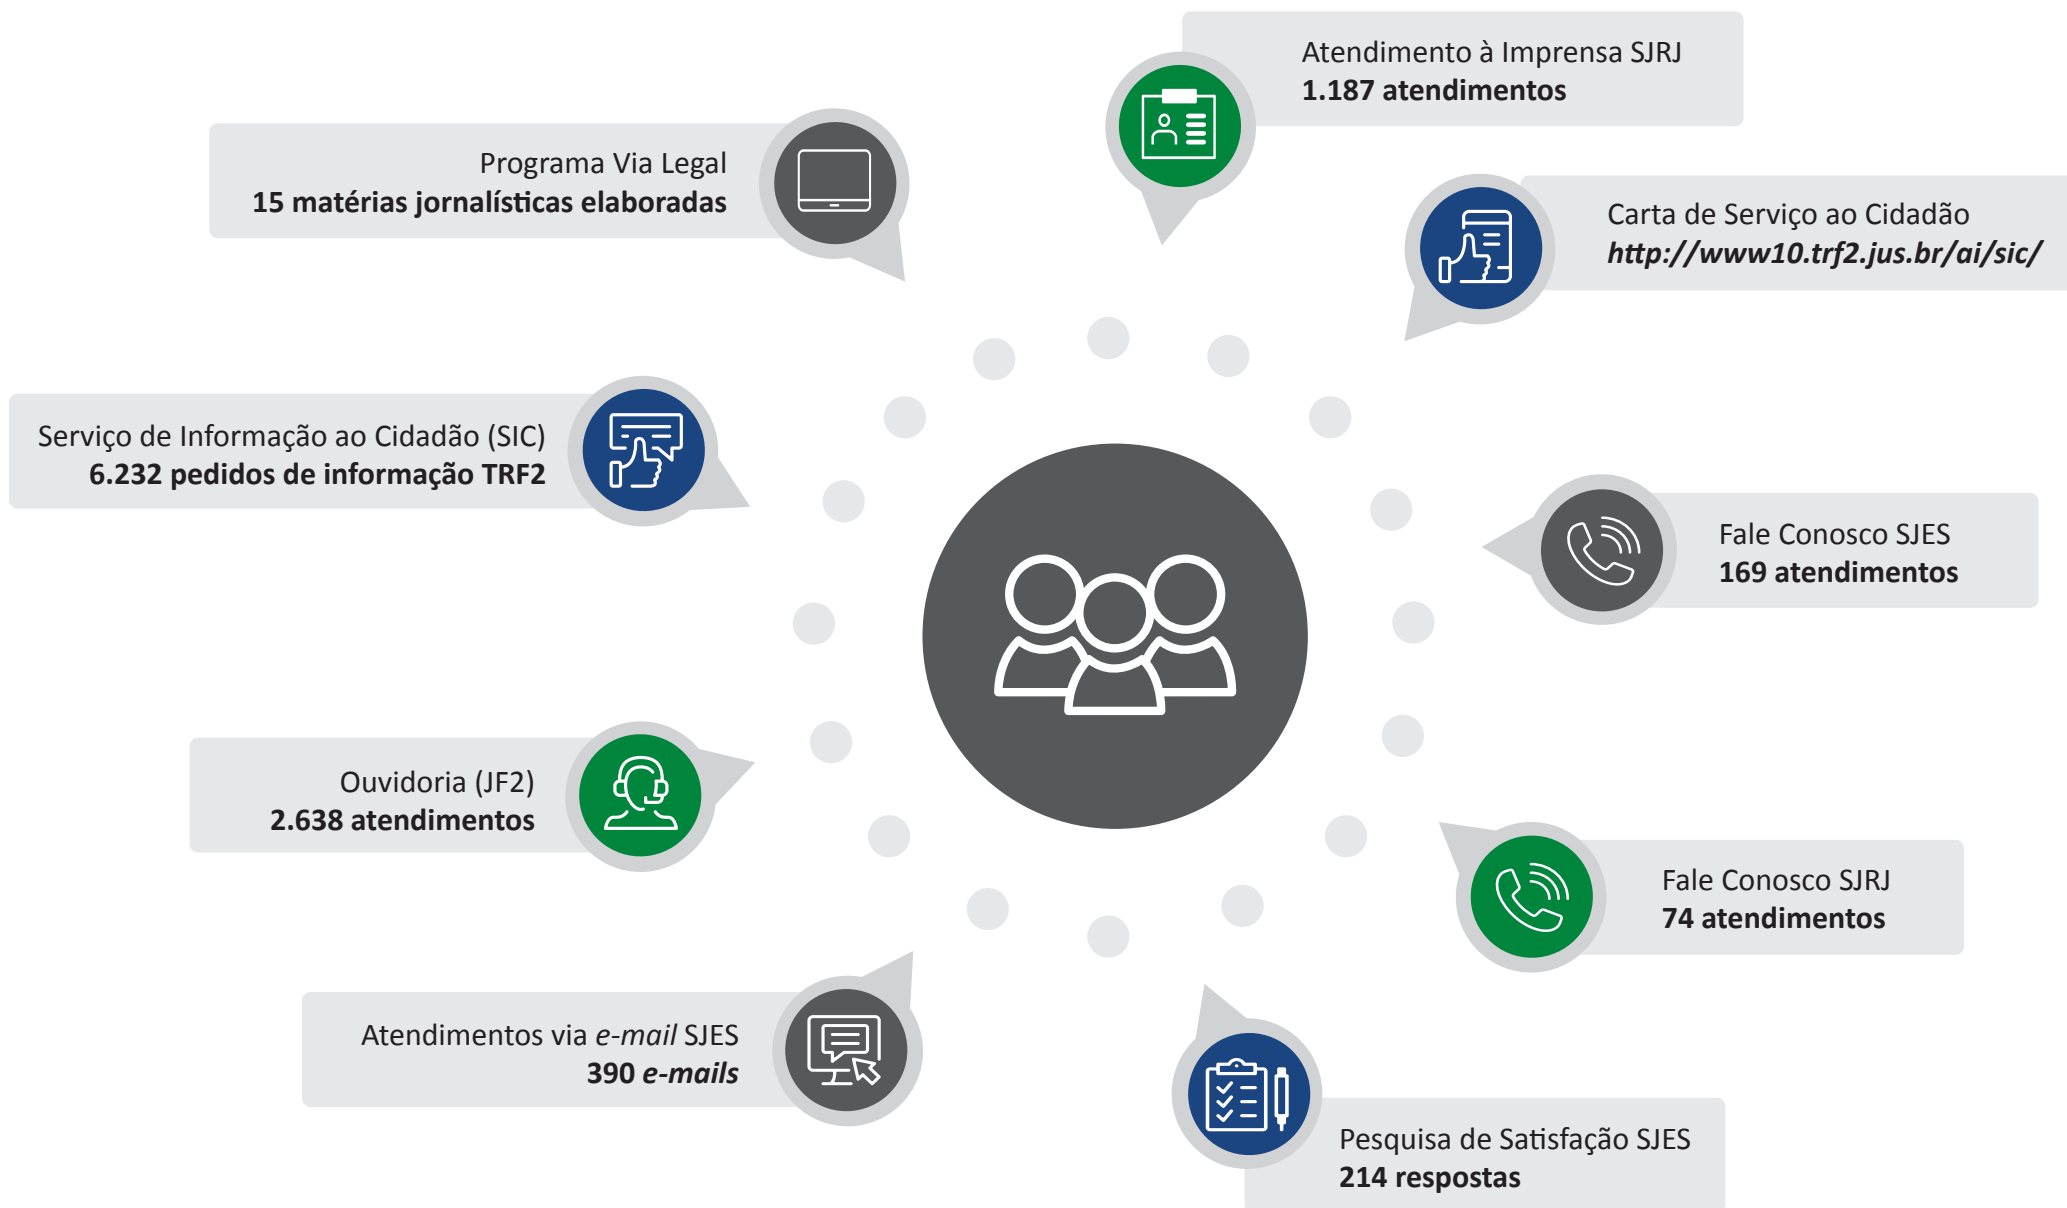 Atendimento à Imprensa SJRJ
1.187 atendimentos
Programa Via Legal
15 matérias jornalísticas elaboradas
Carta de Serviço ao Cidadão
http://www10.trf2.jus.br/ai/sic/
Serviço de Informação ao Cidadão (SIC)
6.232 pedidos de informação TRF2
Fale Conosco SJES
169 atendimentos
Ouvidoria (JF2)
2.638 atendimentos
Fale Conosco SJRJ
74 atendimentos
Atendimentos via e-mail SJES
390 e-mails
Pesquisa de Satisfação SJES
214 respostas